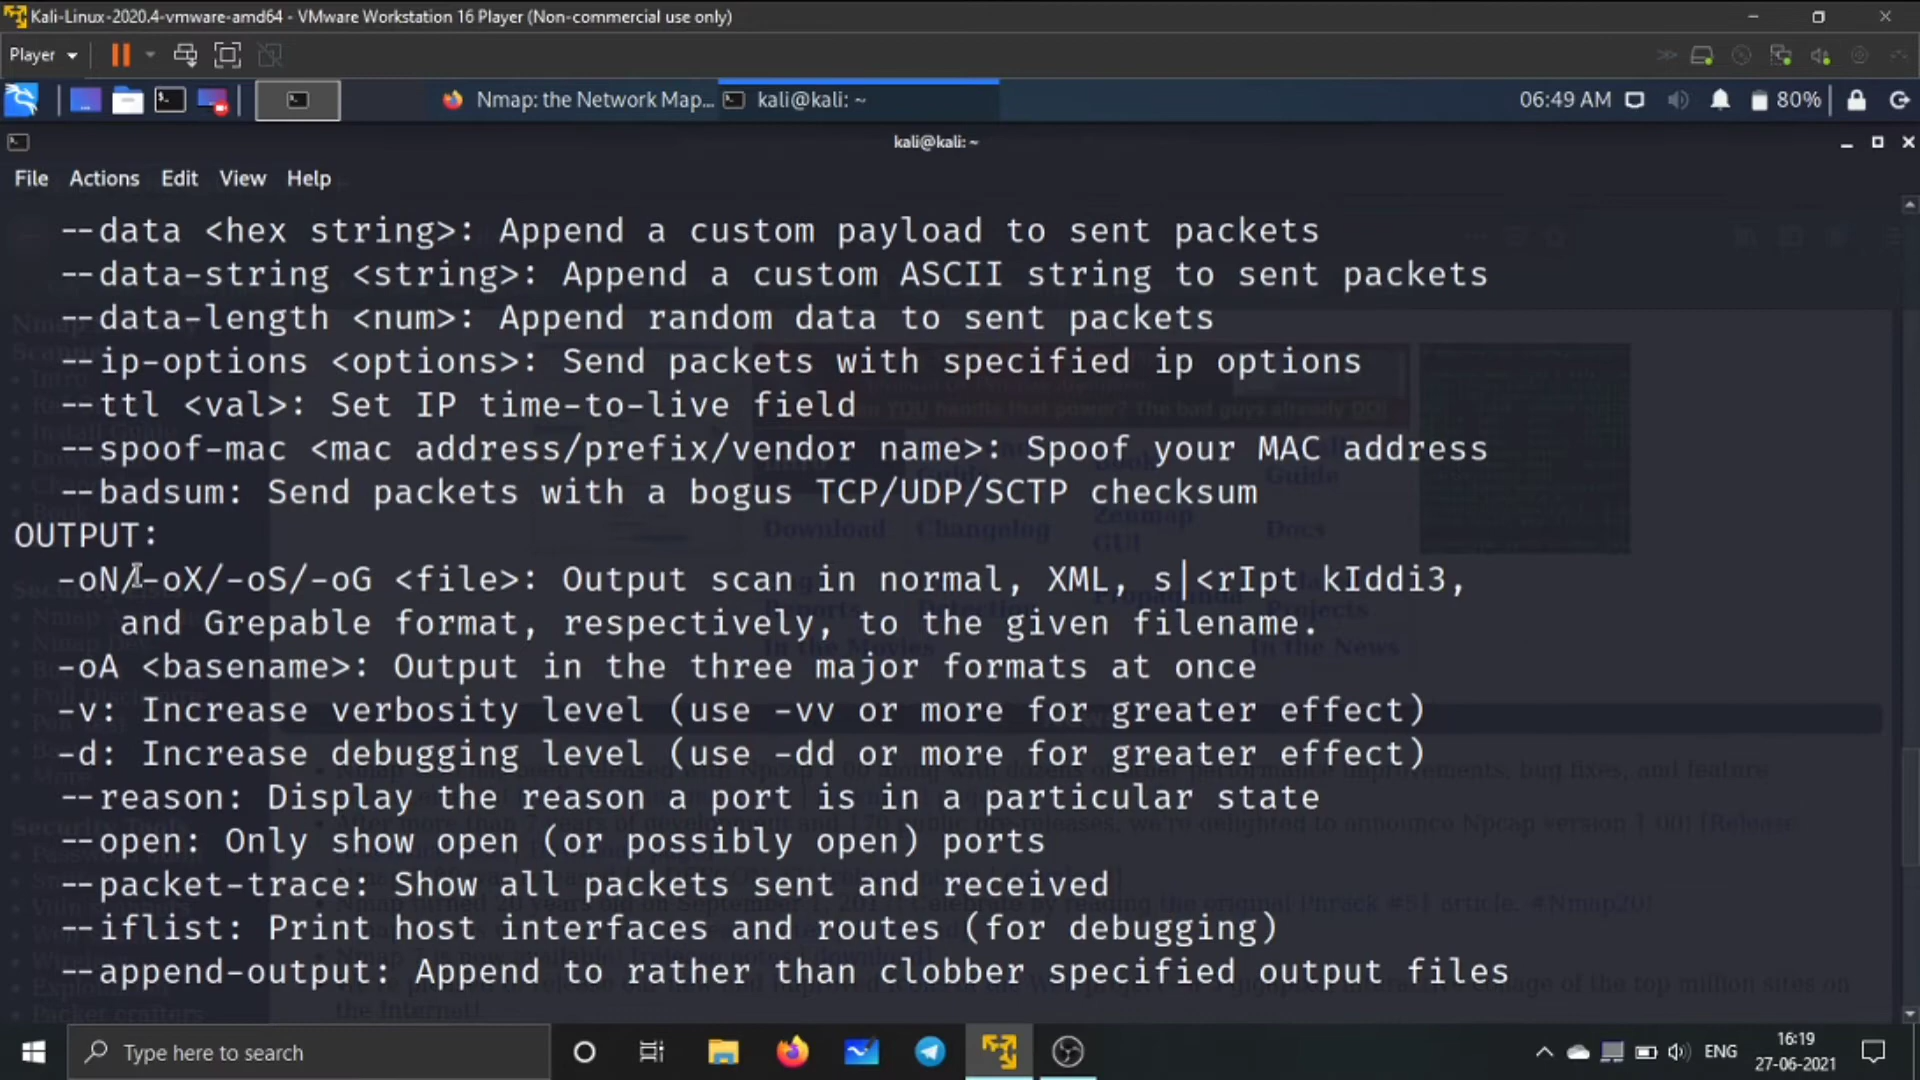 Kali-Linux-2020.4-vmware-amd64 - VMware Workstation 16 Player (Non-commercial use only)
Player
Nmap: the Network Map... kali@kali: ~ 06:49 AM 80%
kali@kali: ~
File Actions Edit View Help
--data <hex string>: Append a custom payload to sent packets
--data-string <string>: Append a custom ASCII string to sent packets
--data-length <num>: Append random data to sent packets
--ip-options <options>: Send packets with specified ip options
--ttl <val>: Set IP time-to-live field
--spoof-mac <mac address/prefix/vendor name>: Spoof your MAC address
--badsum: Send packets with a bogus TCP/UDP/SCTP checksum
OUTPUT:
-oN/-oX/-oS/-oG <file>: Output scan in normal, XML, s|<rIpt kIddi3,
and Grepable format, respectively, to the given filename.
-oA <basename>: Output in the three major formats at once
-v: Increase verbosity level (use -vv or more for greater effect)
-d: Increase debugging level (use -dd or more for greater effect)
--reason: Display the reason a port is in a particular state
--open: Only show open (or possibly open) ports
--packet-trace: Show all packets sent and received
--iflist: Print host interfaces and routes (for debugging)
--append-output: Append to rather than clobber specified output files
Type here to search
ENG
16:19
27-06-2021